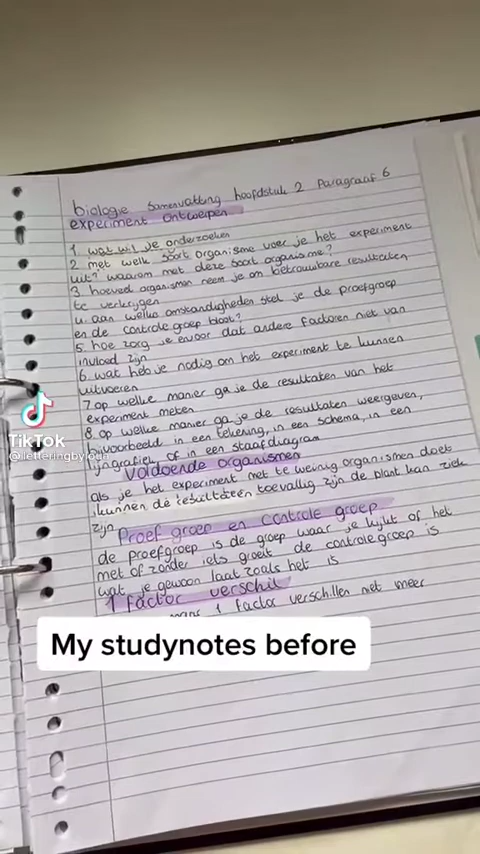 biologie samenvatting hoofdstuk 2 Paragraaf 6
experiment ontwerpen
1 wat wil je onderzoeken
2 met welk soort organisme voer je het experiment
uit? waarom met deze soort organisme?
3 hoeveel organismen neem je om betrouwbare resultaten
te verkrijgen
4. aan welke omstandigheden stel je de proefgroep
en de controle groep bloot?
5. hoe zorg je ervoor dat andere factoren niet van
invloed zijn
6. wat heb je nodig om het experiment te kunnen
uitvoeren
7 op welke manier ga je de resultaten van het
experiment meten
8. op welke manier ga je de resultaten weergeven,
bijvoorbeeld in een tekening, in een schema, in een
lijngrafiek of in een staafdiagram
Voldoende organismen
als je het experiment met te weinig organismen doet
kunnen de resultaten toevallig zijn de plant kan ziek
zijn
Proef groep en controle groep
de proefgroep is de groep waar je kijkt of het
met of zonder iets groeit de controle groep is
wat je gewoon laat zoals het is
1 factor verschil
maar 1 factor verschillen niet meer
TikTok
My studynotes before